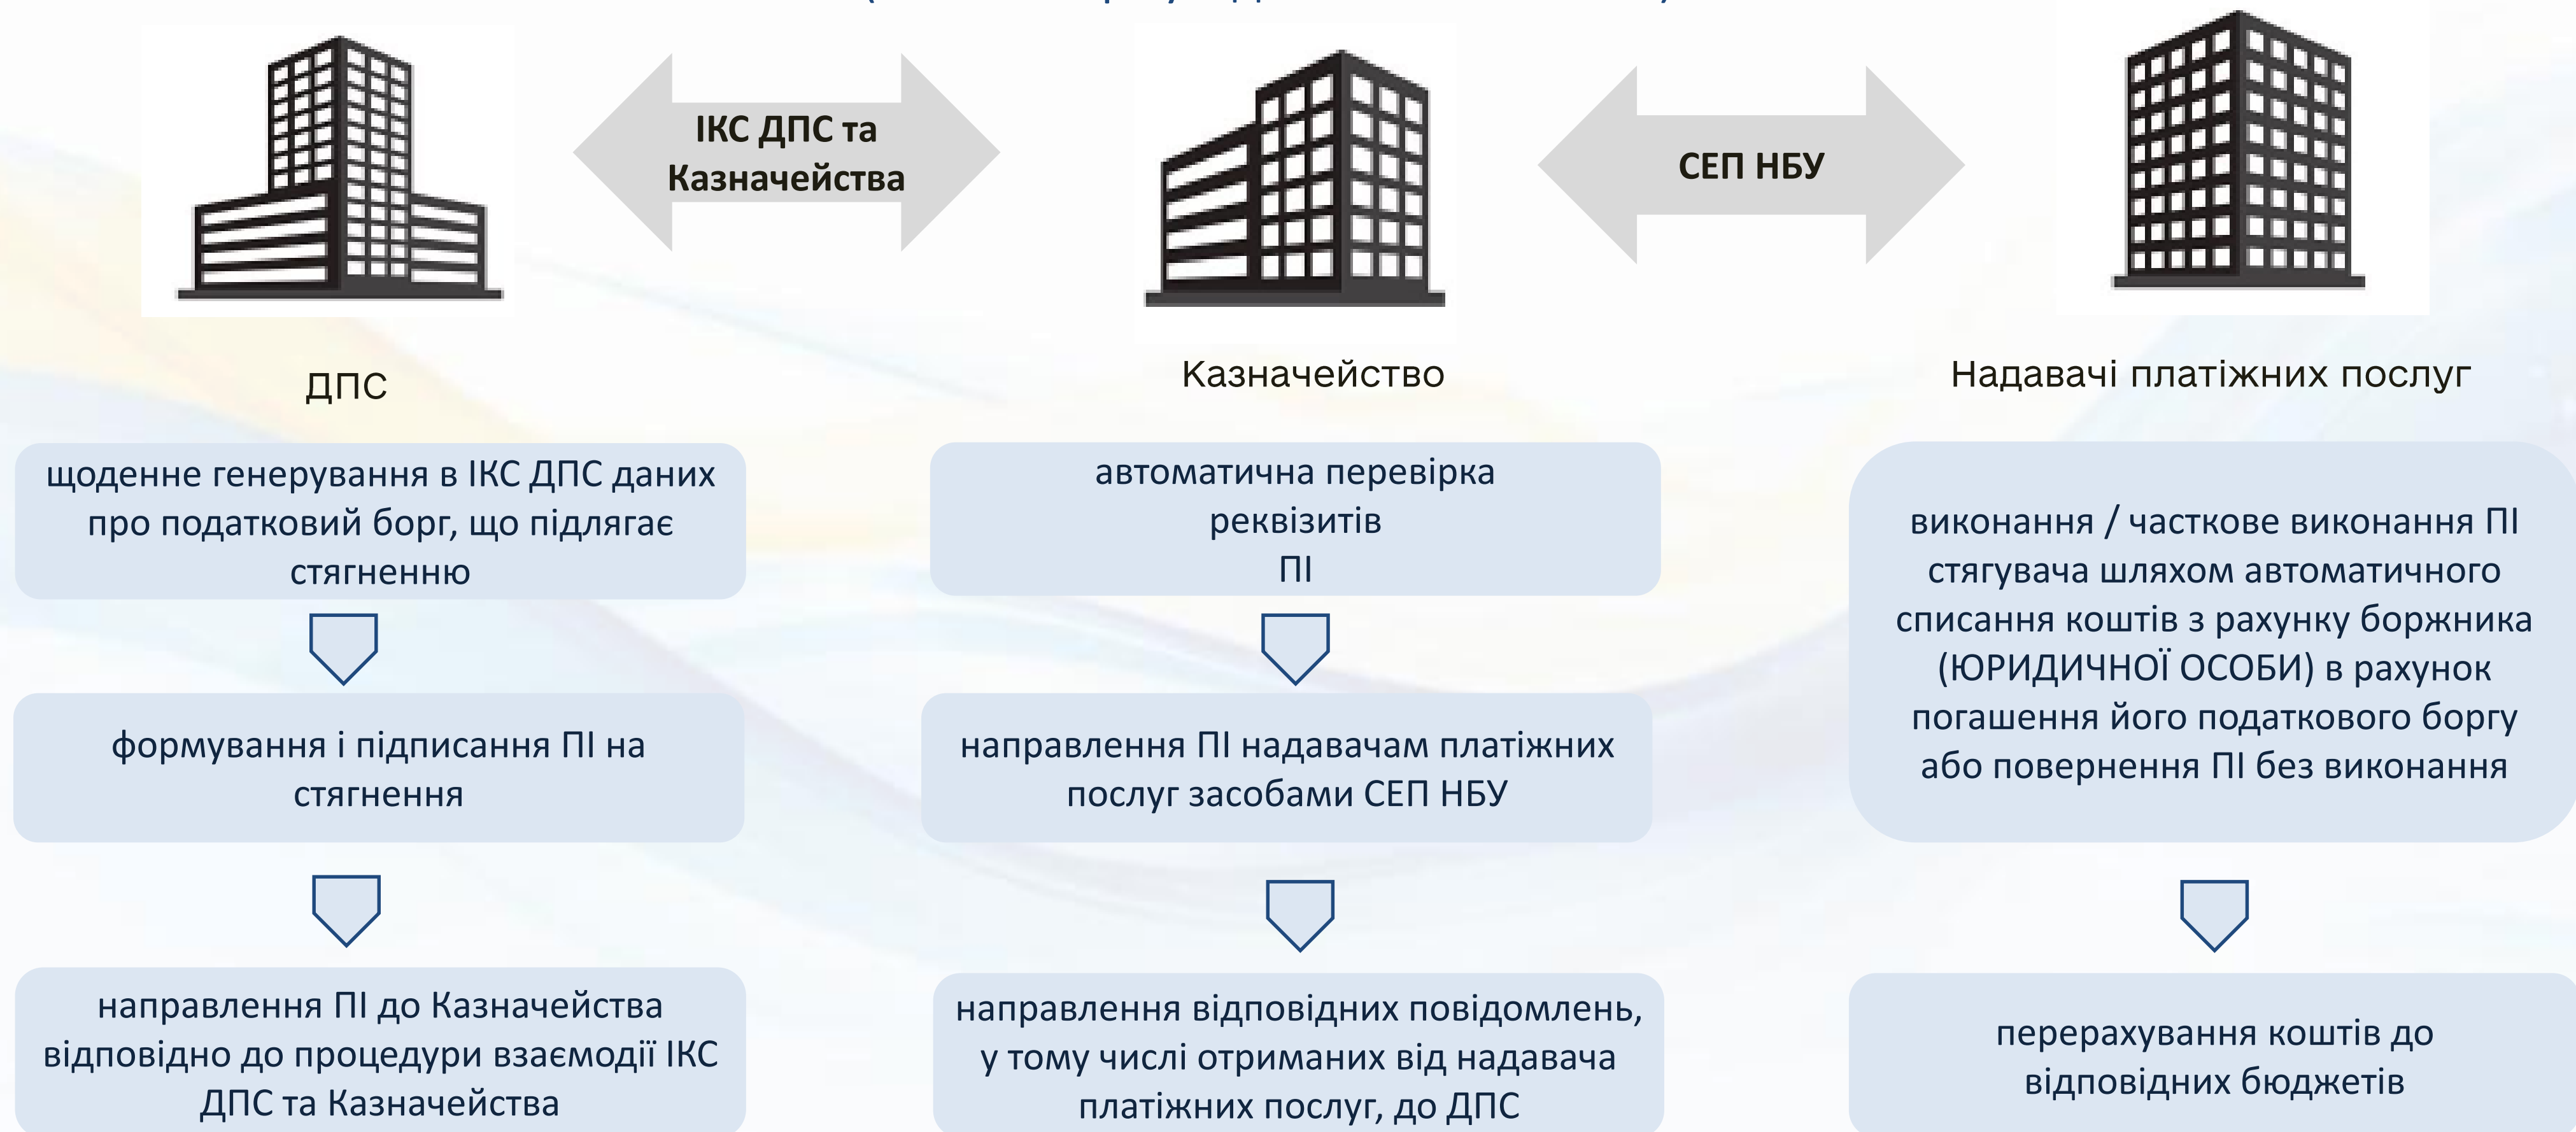 ІКС ДПС та
Казначейства
СЕП НБУ
ДПС
Казначейство
Надавачі платіжних послуг
щоденне генерування в ІКС ДПС даних
про податковий борг, що підлягає
стягненню
формування і підписання ПІ на
стягнення
направлення ПІ до Казначейства
відповідно до процедури взаємодії ІКС
ДПС та Казначейства
автоматична перевірка
реквізитів
ПІ
направлення ПІ надавачам платіжних
послуг засобами СЕП НБУ
направлення відповідних повідомлень,
у тому числі отриманих від надавача
платіжних послуг, до ДПС
виконання / часткове виконання ПІ
стягувача шляхом автоматичного
списання коштів з рахунку боржника
(ЮРИДИЧНОЇ ОСОБИ) в рахунок
погашення його податкового боргу
або повернення ПІ без виконання
перерахування коштів до
відповідних бюджетів